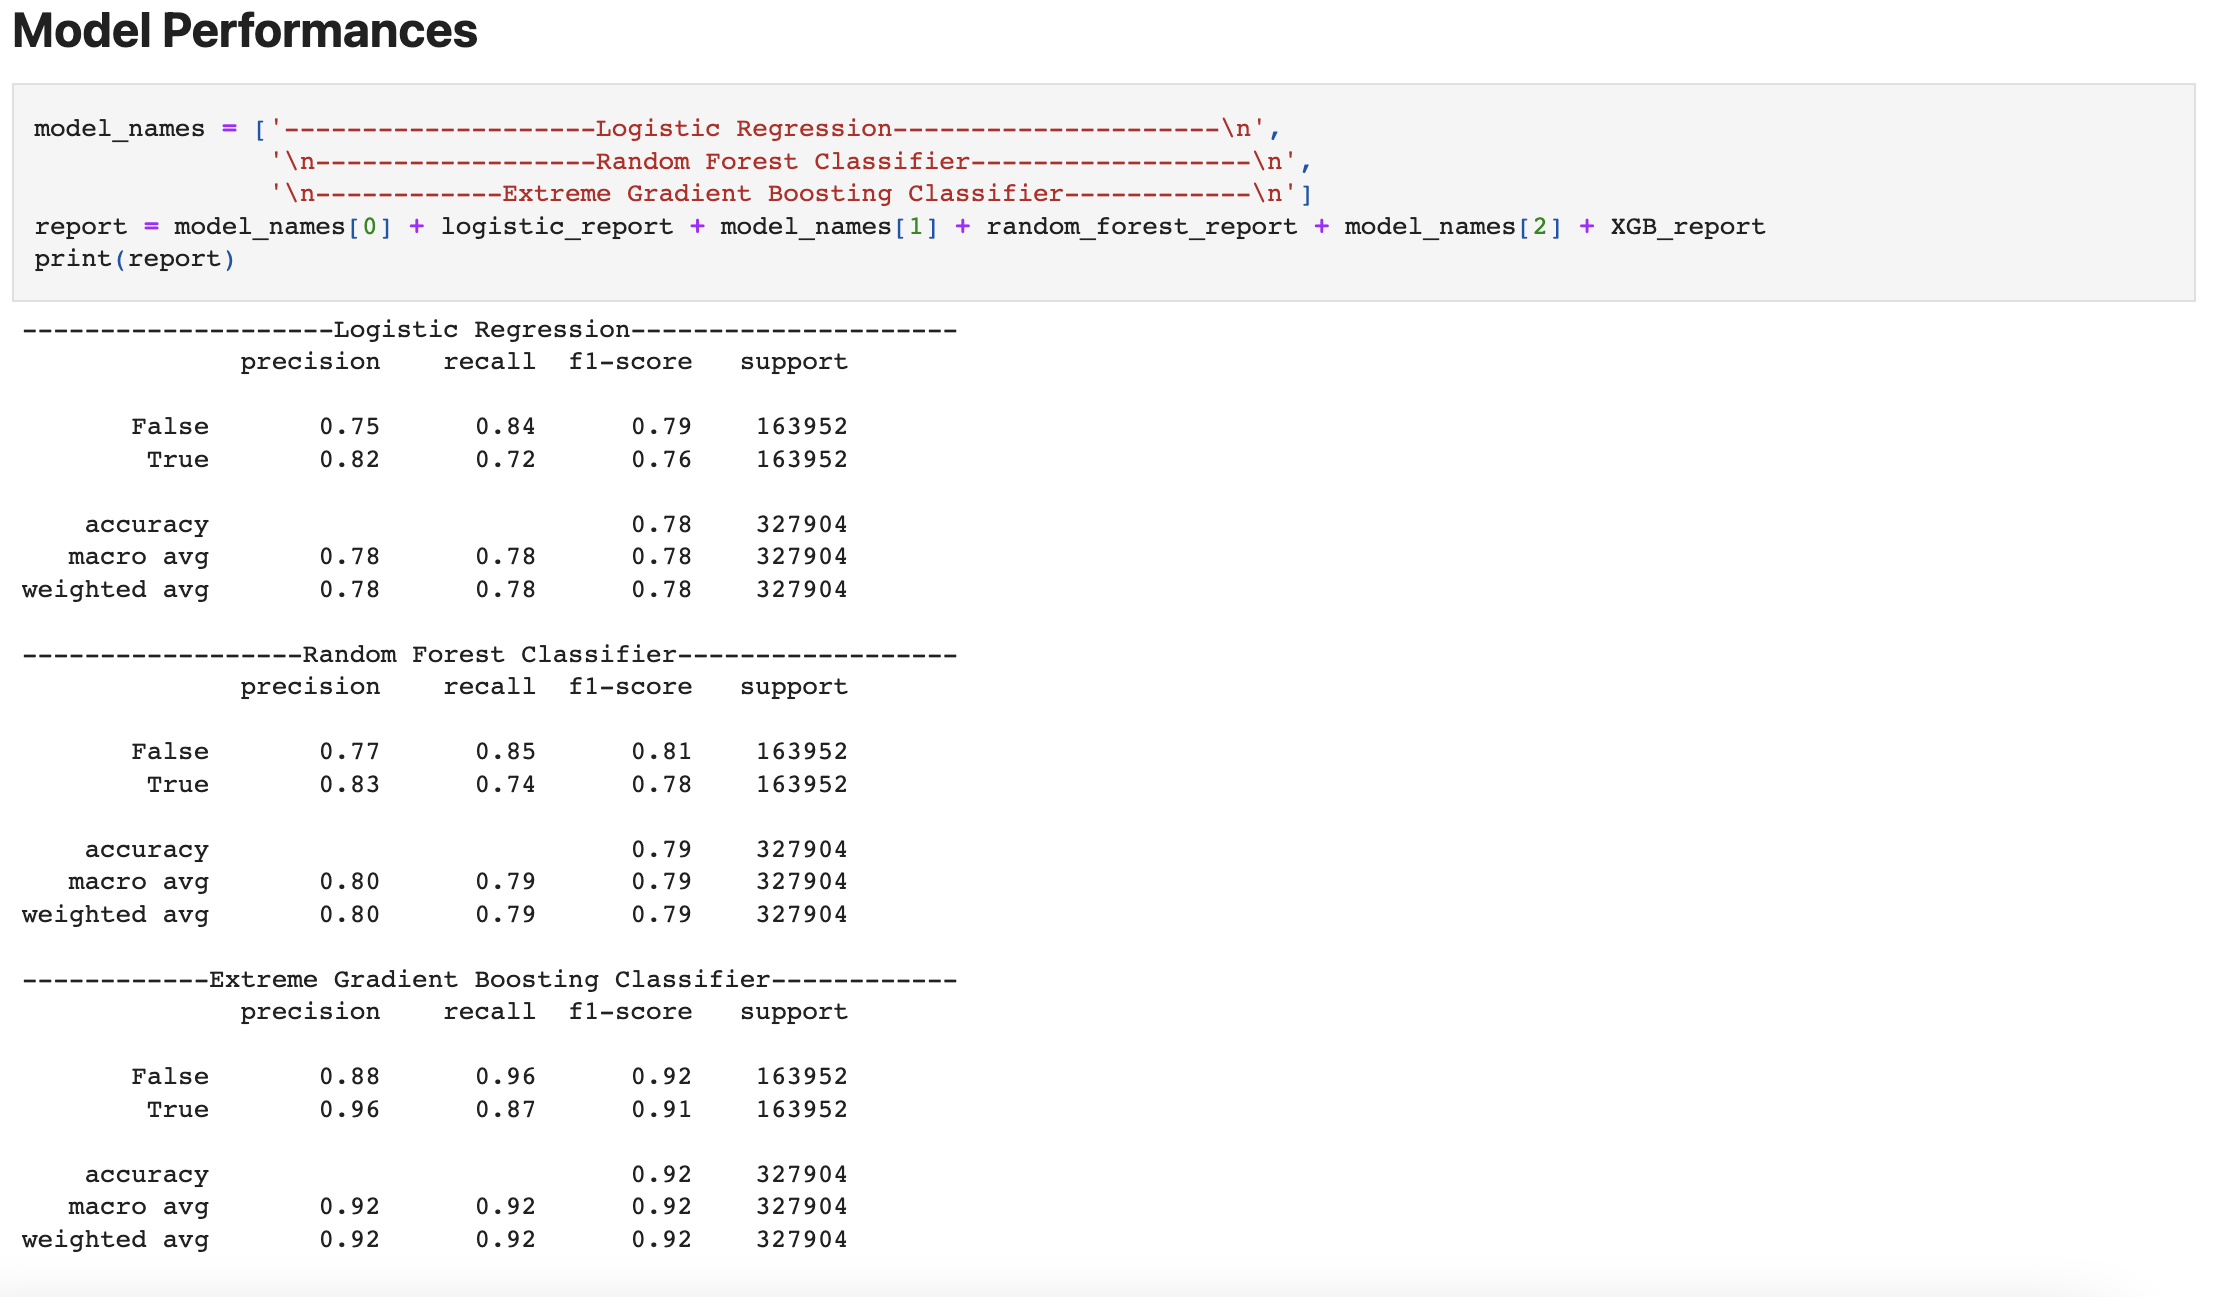 Model Performances
model_names = ['--------------------Logistic Regression---------------------\n',
'\n------------------Random Forest Classifier------------------\n',
'\n------------Extreme Gradient Boosting Classifier------------\n']
report = model_names[0] + logistic_report + model_names[1] + random_forest_report + model_names[2] + XGB_report
print(report)
--------------------Logistic Regression---------------------
precision recall f1-score support
False 0.75 0.84 0.79 163952
True 0.82 0.72 0.76 163952
accuracy 0.78 327904
macro avg 0.78 0.78 0.78 327904
weighted avg 0.78 0.78 0.78 327904
------------------Random Forest Classifier------------------
precision recall f1-score support
False 0.77 0.85 0.81 163952
True 0.83 0.74 0.78 163952
accuracy 0.79 327904
macro avg 0.80 0.79 0.79 327904
weighted avg 0.80 0.79 0.79 327904
------------Extreme Gradient Boosting Classifier------------
precision recall f1-score support
False 0.88 0.96 0.92 163952
True 0.96 0.87 0.91 163952
accuracy 0.92 327904
macro avg 0.92 0.92 0.92 327904
weighted avg 0.92 0.92 0.92 327904